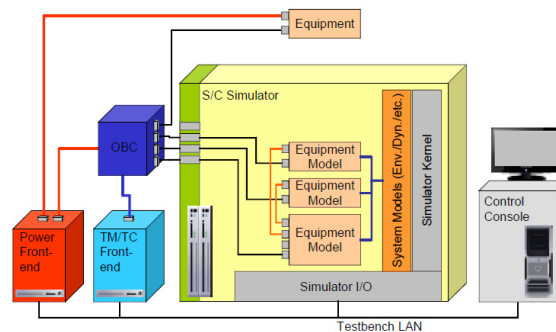 Equipment
S/C Simulator
OBC
Equipment
Model
Equipment
Model
Equipment
Model
System Models (Env./Dyn./etc.)
Simulator Kernel
Control
Console
Power
Front-
end
TM/TC
Front-
end
Simulator I/O
Testbench LAN